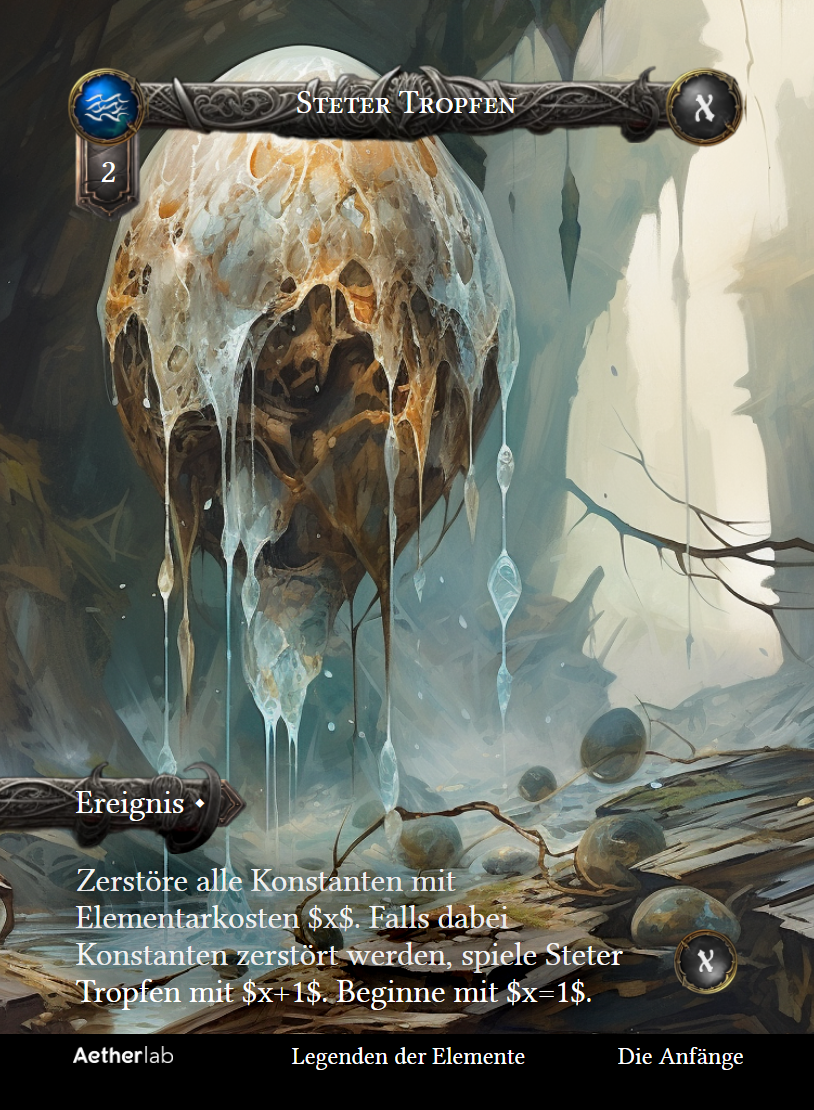 Steter Tropfen
2
Ereignis •
Zerstöre alle Konstanten mit
Elementarkosten $x$. Falls dabei
Konstanten zerstört werden, spiele Steter
Tropfen mit $x+1$. Beginne mit $x=1$.
Aetherlab Legenden der Elemente Die Anfänge